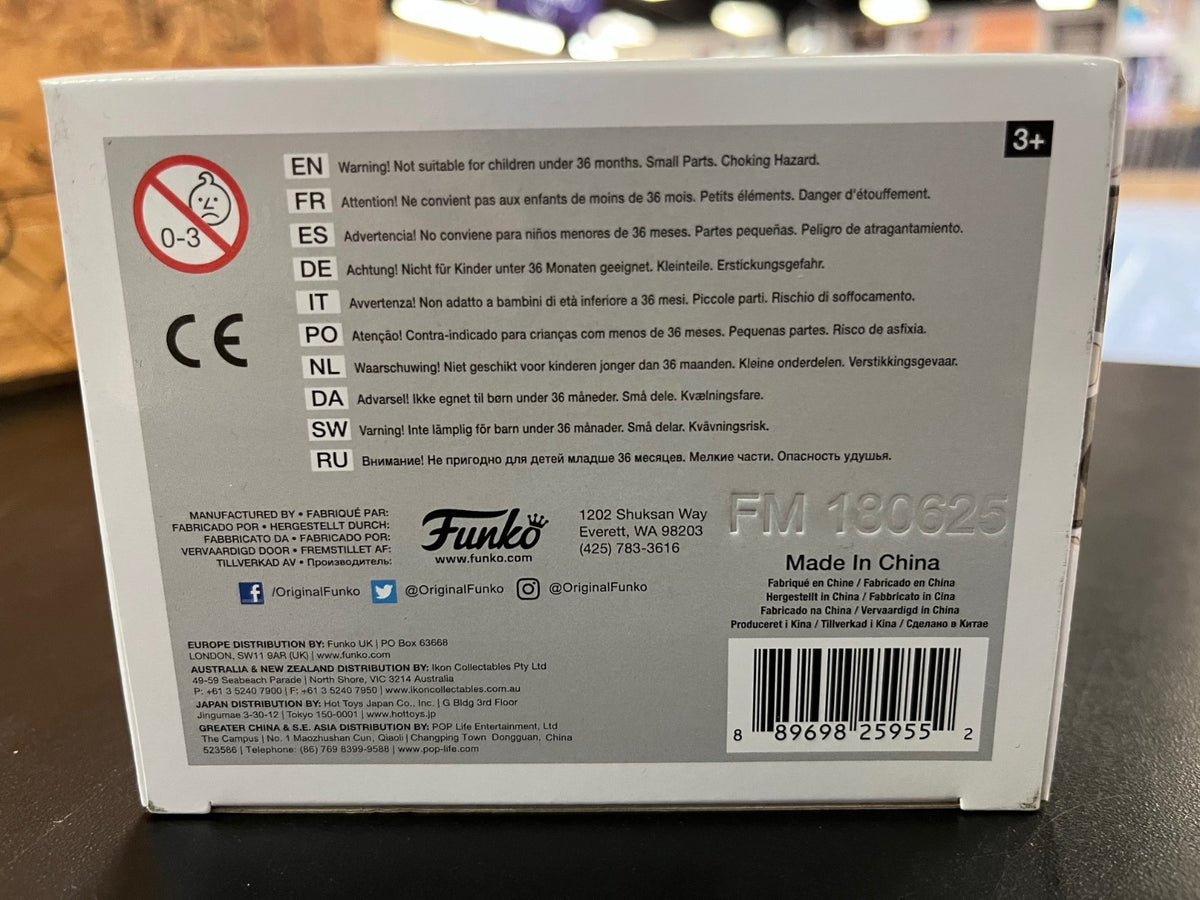 3+
0-3
EN Warning! Not suitable for children under 36 months. Small Parts. Choking Hazard.
FR Attention! Ne convient pas aux enfants de moins de 36 mois. Petits éléments. Danger d'étouffement.
ES Advertencia! No conviene para niños menores de 36 meses. Partes pequeñas. Peligro de atragantamiento.
DE Achtung! Nicht für Kinder unter 36 Monaten geeignet. Kleinteile. Erstickungsgefahr.
IT Avvertenza! Non adatto a bambini di età inferiore a 36 mesi. Piccole parti. Rischio di soffocamento.
PO Atenção! Contra-indicado para crianças com menos de 36 meses. Pequenas partes. Risco de asfixia.
NL Waarschuwing! Niet geschikt voor kinderen jonger dan 36 maanden. Kleine onderdelen. Verstikkingsgevaar.
DA Advarsel! Ikke egnet til børn under 36 måneder. Små dele. Kvælningsfare.
SW Varning! Inte lämplig för barn under 36 månader. Små delar. Kvävningsrisk.
RU Внимание! Не пригодно для детей младше 36 месяцев. Мелкие части. Опасность удушья.
CE
MANUFACTURED BY • FABRIQUÉ PAR:
FABRICADO POR • HERGESTELLT DURCH:
FABBRICATO DA • FABRICADO POR:
VERVAARDIGD DOOR • FREMSTILLET AF:
TILLVERKAD AV • Производитель:
Funko
www.funko.com
1202 Shuksan Way
Everett, WA 98203
(425) 783-3616
/OriginalFunko @OriginalFunko @OriginalFunko
FM 180625
Made In China
Fabriqué en Chine / Fabricado en China
Hergestellt in China / Fabbricato in Cina
Fabricado na China / Vervaardigd in China
Produceret i Kina / Tillverkad i Kina / Сделано в Китае
EUROPE DISTRIBUTION BY: Funko UK | PO Box 63668
LONDON, SW11 9AR (UK) | www.funko.com
AUSTRALIA & NEW ZEALAND DISTRIBUTION BY: Ikon Collectables Pty Ltd
49-59 Seabeach Parade | North Shore, VIC 3214 Australia
P: +61 3 5240 7900 | F: +61 3 5240 7950 | www.ikoncollectables.com.au
JAPAN DISTRIBUTION BY: Hot Toys Japan Co., Inc. | G Bldg 3rd Floor
Jingumae 3-30-12 | Tokyo 150-0001 | www.hottoys.jp
GREATER CHINA & S.E. ASIA DISTRIBUTION BY: POP Life Entertainment, Ltd
The Campus | No. 1 Maozhushan Cun, Qiaoli | Changping Town Dongguan, China
523586 | Telephone: (86) 769 8399-9588 | www.pop-life.com
8 89698 25955 2